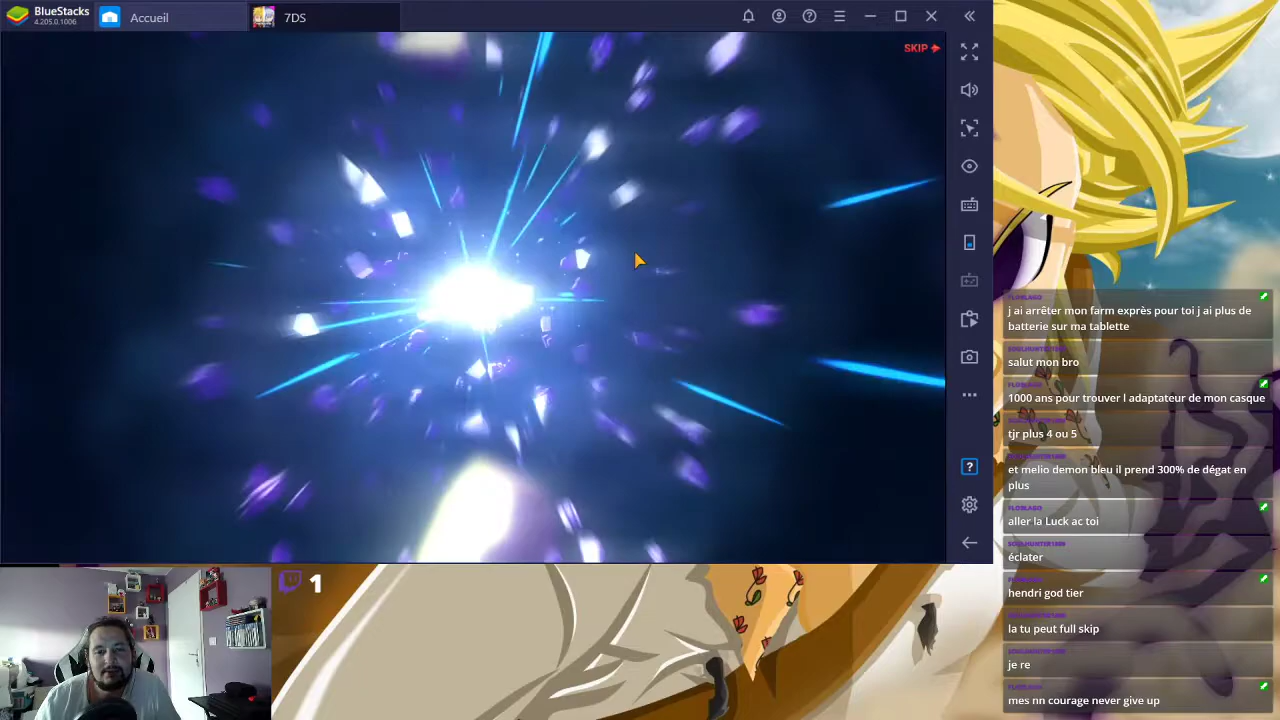 BlueStacks
4.205.0.1006
Accueil
7DS
SKIP
1
j ai arrêter mon farm exprès pour toi j ai plus de
batterie sur ma tablette
salut mon bro
1000 ans pour trouver l adaptateur de mon casque
tjr plus 4 ou 5
et melio demon bleu il prend 300% de dégat en
plus
aller la Luck ac toi
éclater
hendri god tier
la tu peut full skip
je re
mes nn courage never give up